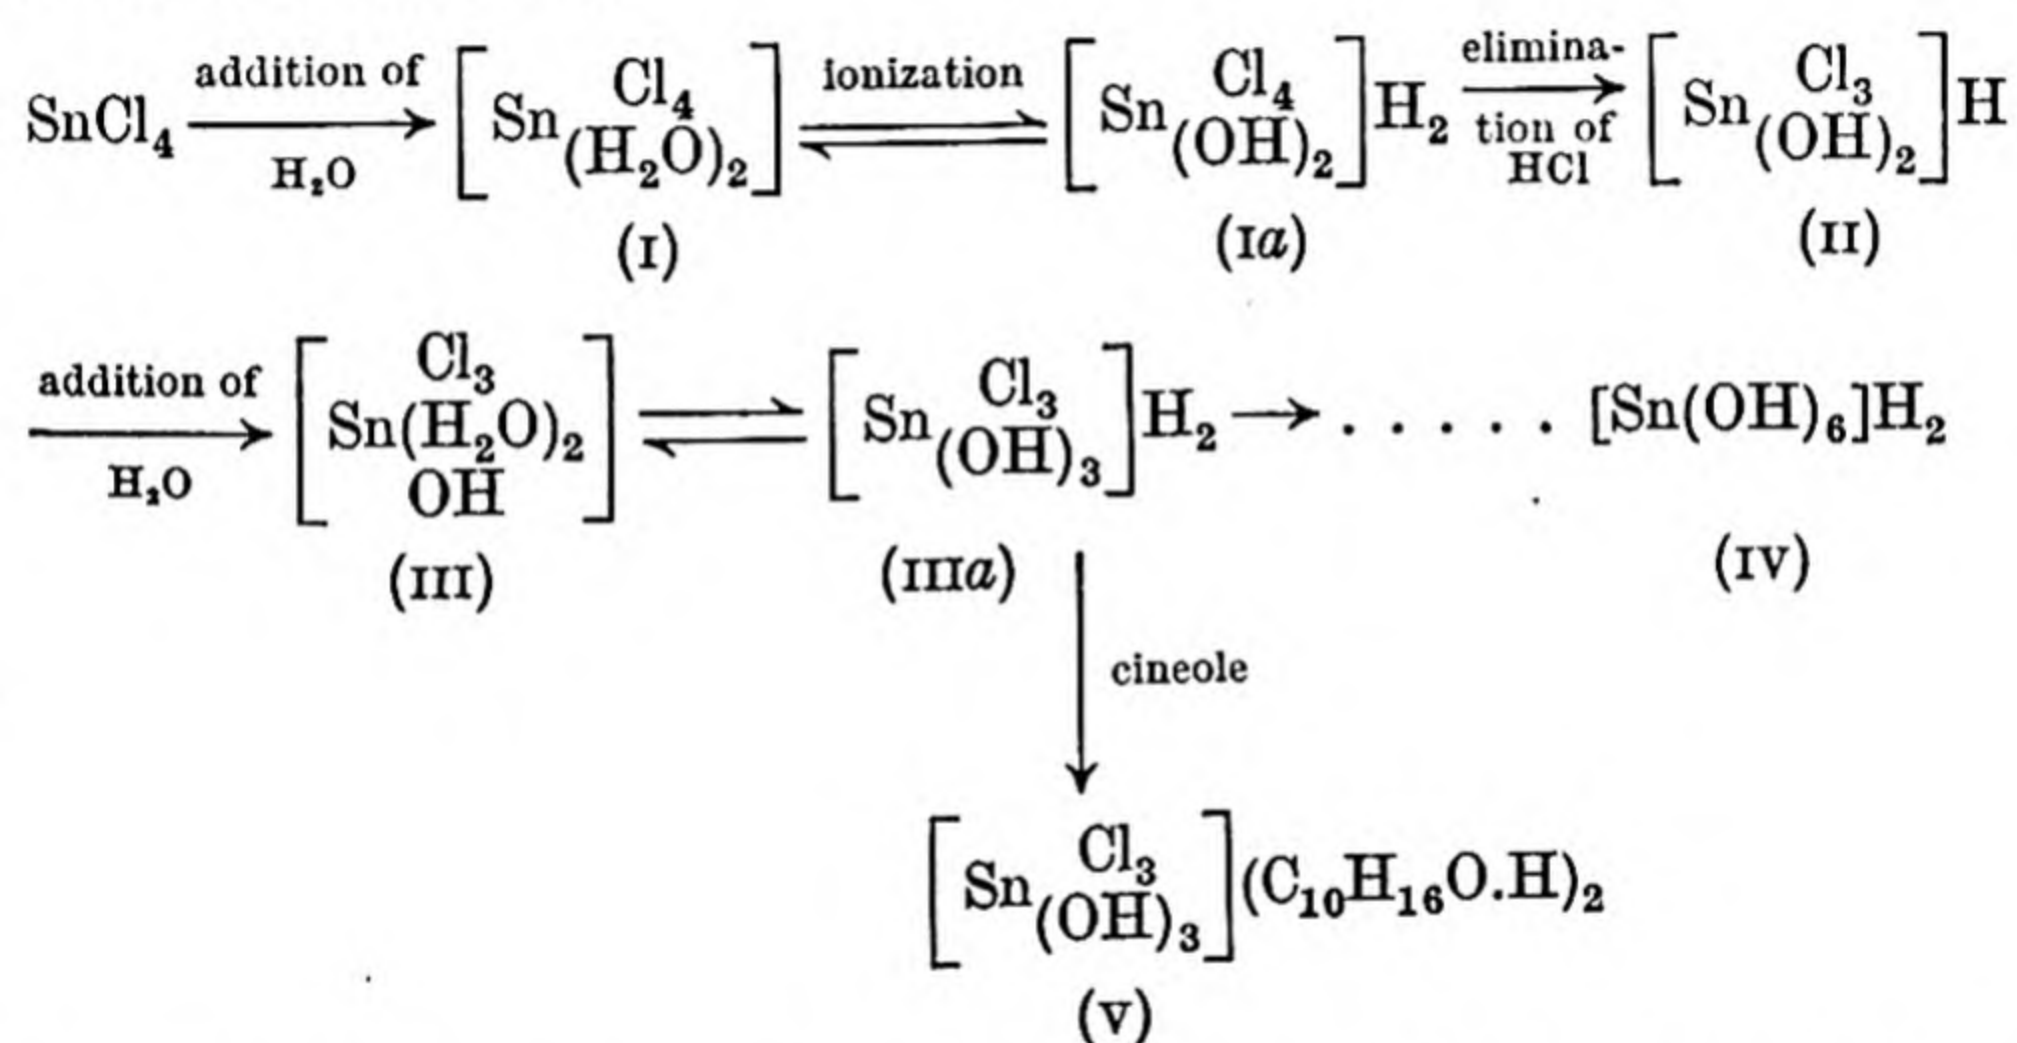 SnCl₄ addition of H₂O [Sn Cl₄ (H₂O)₂] ionization [Sn Cl₄ (OH)₂]H₂ elimina-tion of HCl [Sn Cl₃ (OH)₂]H
(I) (Ia) (II)
addition of H₂O [Cl₃ Sn(H₂O)₂ OH] ⇌ [Sn Cl₃ (OH)₃]H₂ → . . . . . [Sn(OH)₆]H₂
(III) (IIIa) (IV)
cineole
[Sn Cl₃ (OH)₃](C₁₀H₁₆O.H)₂
(V)